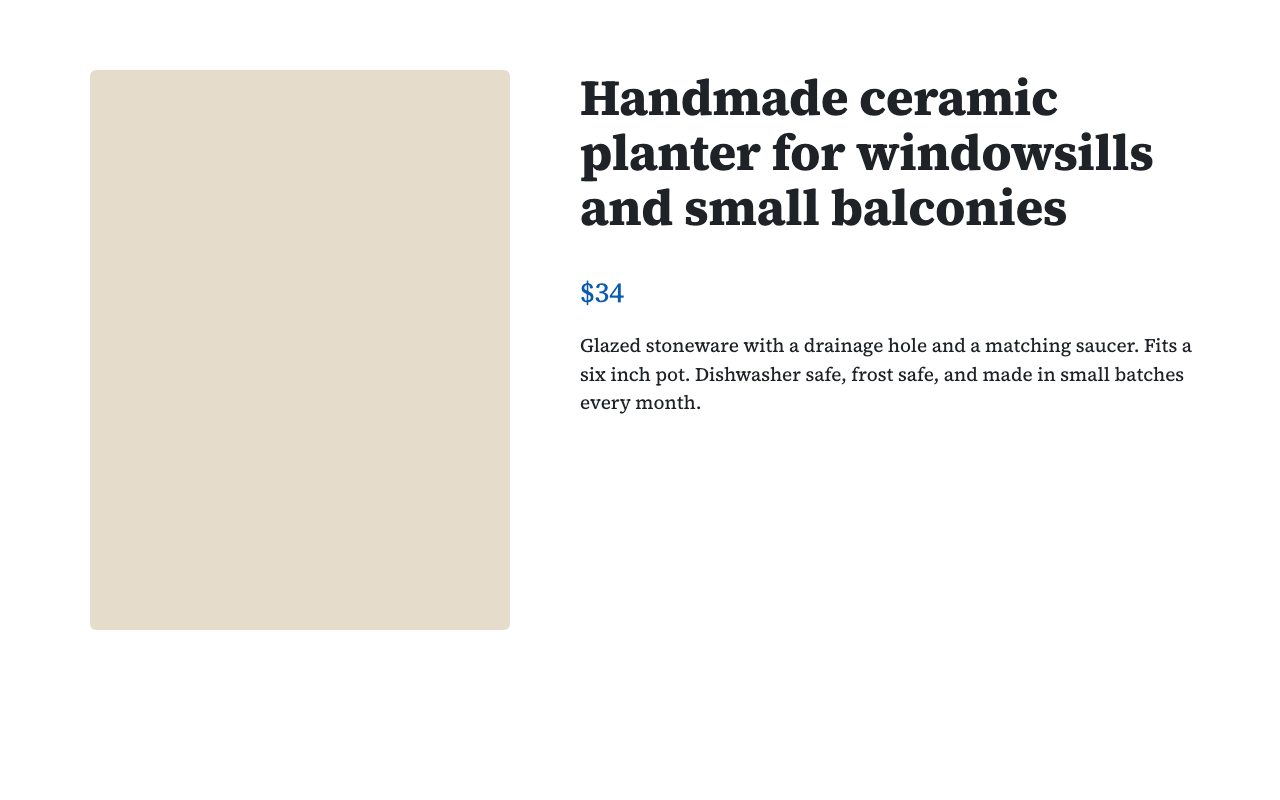 Handmade ceramic
planter for windowsills
and small balconies
$34
Glazed stoneware with a drainage hole and a matching saucer. Fits a
six inch pot. Dishwasher safe, frost safe, and made in small batches
every month.